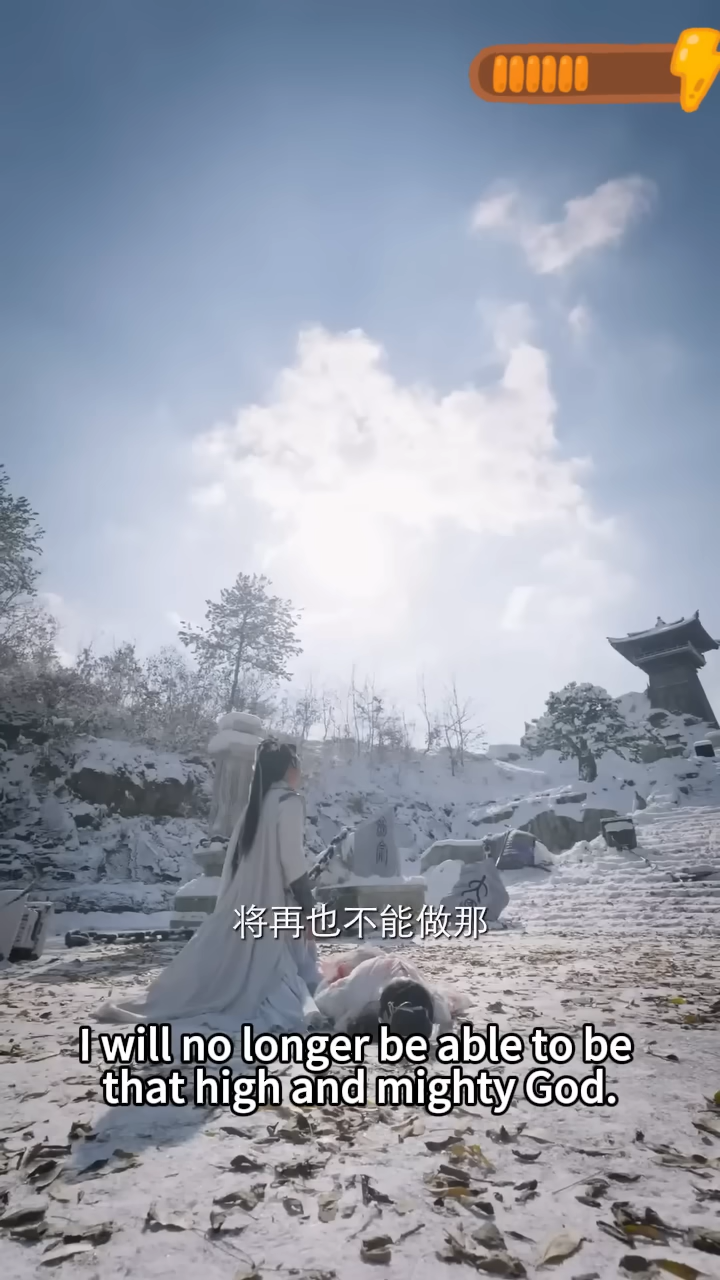 将再也不能做那
I will no longer be able to be
that high and mighty God.